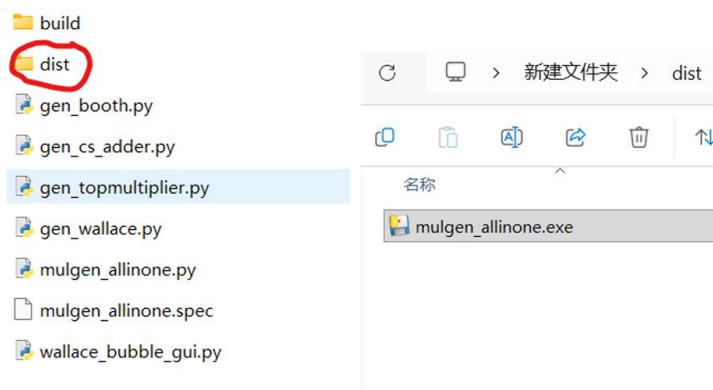 build
dist
gen_booth.py
gen_cs_adder.py
gen_topmultiplier.py
gen_wallace.py
mulgen_allinone.py
mulgen_allinone.spec
wallace_bubble_gui.py
新建文件夹 > dist
名称
mulgen_allinone.exe